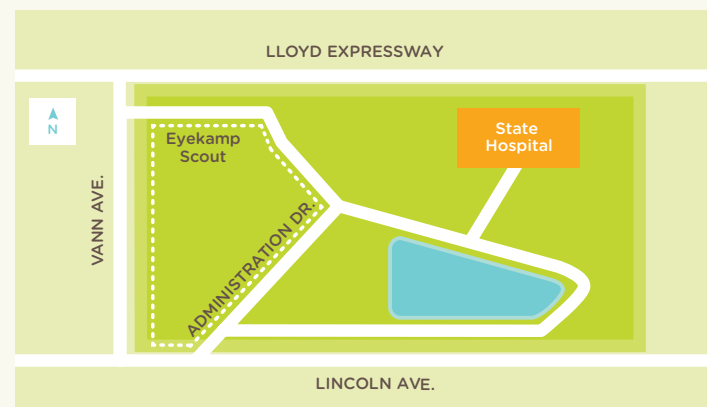 LLOYD EXPRESSWAY
N
Eyekamp
Scout
State
Hospital
VANN AVE.
ADMINISTRATION DR.
LINCOLN AVE.